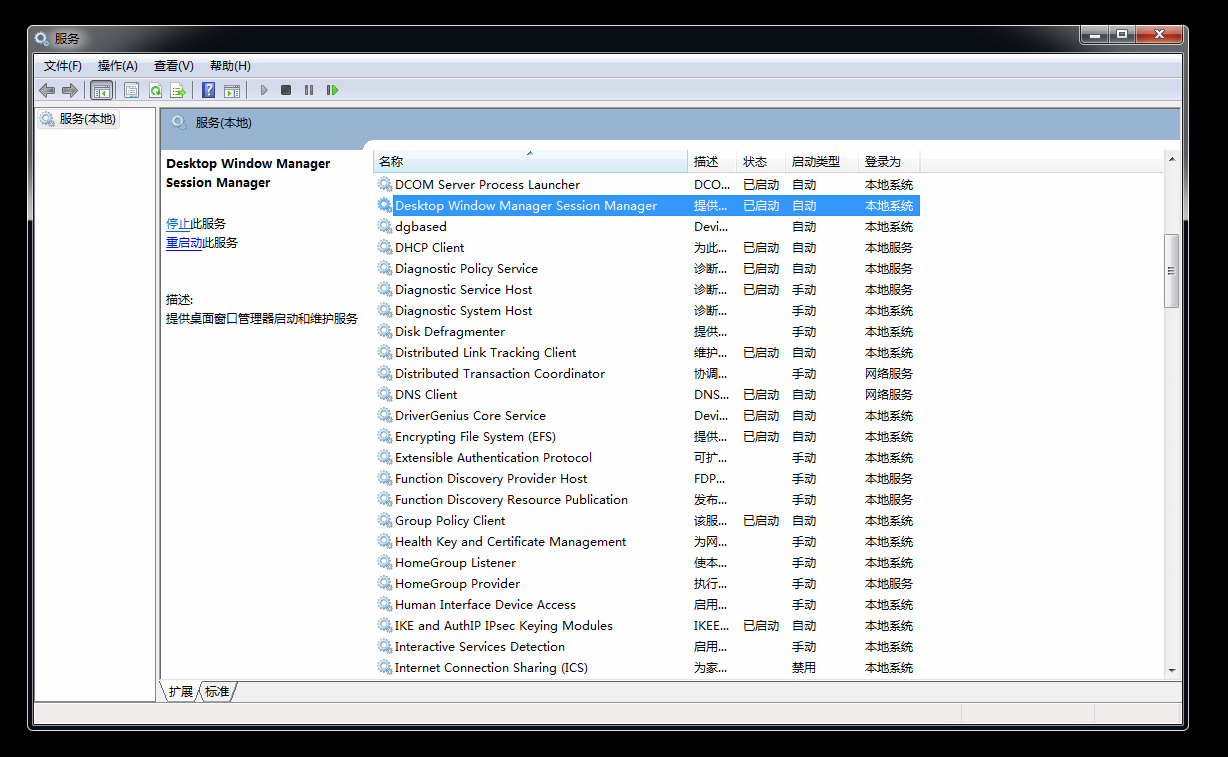 服务
文件(F) 操作(A) 查看(V) 帮助(H)
服务(本地)
服务(本地)
Desktop Window Manager
Session Manager
停止此服务
重启动此服务
描述:
提供桌面窗口管理器启动和维护服务
名称 描述 状态 启动类型 登录为
DCOM Server Process Launcher DCO... 已启动 自动 本地系统
Desktop Window Manager Session Manager 提供... 已启动 自动 本地系统
dgbased Devi... 自动 本地系统
DHCP Client 为此... 已启动 自动 本地服务
Diagnostic Policy Service 诊断... 已启动 自动 本地服务
Diagnostic Service Host 诊断... 已启动 手动 本地服务
Diagnostic System Host 诊断... 手动 本地系统
Disk Defragmenter 提供... 手动 本地系统
Distributed Link Tracking Client 维护... 已启动 自动 本地系统
Distributed Transaction Coordinator 协调... 手动 网络服务
DNS Client DNS... 已启动 自动 网络服务
DriverGenius Core Service Devi... 已启动 自动 本地系统
Encrypting File System (EFS) 提供... 已启动 自动 本地系统
Extensible Authentication Protocol 可扩... 手动 本地系统
Function Discovery Provider Host FDP... 手动 本地服务
Function Discovery Resource Publication 发布... 手动 本地服务
Group Policy Client 该服... 已启动 自动 本地系统
Health Key and Certificate Management 为网... 手动 本地系统
HomeGroup Listener 使本... 手动 本地系统
HomeGroup Provider 执行... 手动 本地服务
Human Interface Device Access 启用... 手动 本地系统
IKE and AuthIP IPsec Keying Modules IKEE... 已启动 自动 本地系统
Interactive Services Detection 启用... 手动 本地系统
Internet Connection Sharing (ICS) 为家... 禁用 本地系统
扩展 标准